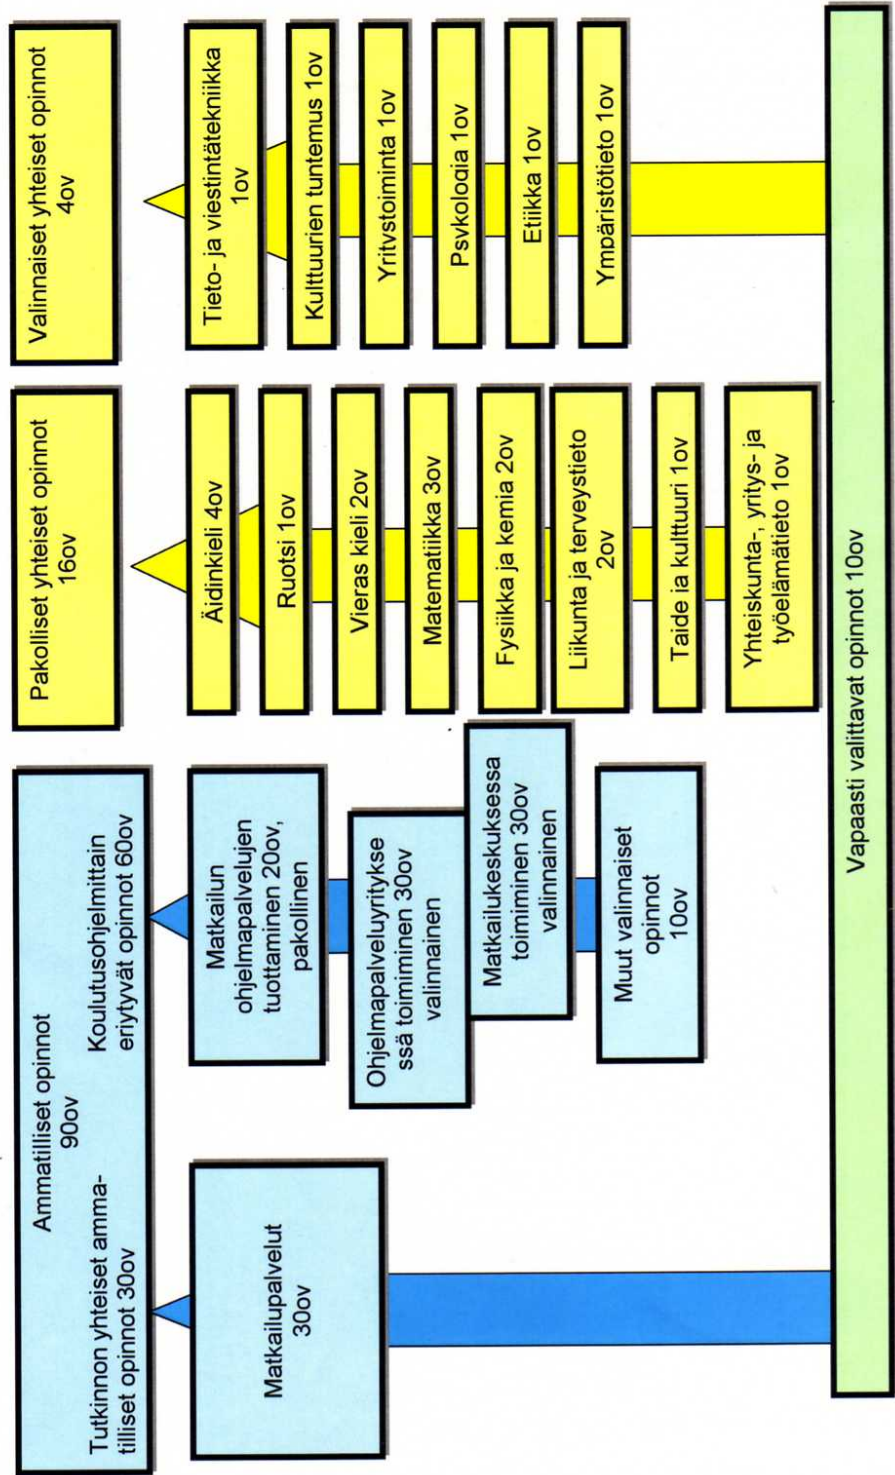 Ammatilliset opinnot
90ov
Tutkinnon yhteiset amma-
tilliset opinnot 30ov
Koulutusohjelmittain
eriytyvät opinnot 60ov
Matkailupalvelut
30ov
Matkailun
ohjelmapalvelujen
tuottaminen 20ov,
pakollinen
Ohjelmapalveluyritykse
ssä toimiminen 30ov
valinnainen
Matkailukeskuksessa
toimiminen 30ov
valinnainen
Muut valinnaiset
opinnot
10ov
Pakolliset yhteiset opinnot
16ov
Äidinkieli 4ov
Ruotsi 1ov
Vieras kieli 2ov
Matematiikka 3ov
Fysiikka ja kemia 2ov
Liikunta ja terveystieto
2ov
Taide ja kulttuuri 1ov
Yhteiskunta-, yritys- ja
työelämätieto 1ov
Valinnaiset yhteiset opinnot
4ov
Tieto- ja viestintätekniikka
1ov
Kulttuurien tuntemus 1ov
Yritystoiminta 1ov
Psykologia 1ov
Etiikka 1ov
Ympäristötieto 1ov
Vapaasti valittavat opinnot 10ov